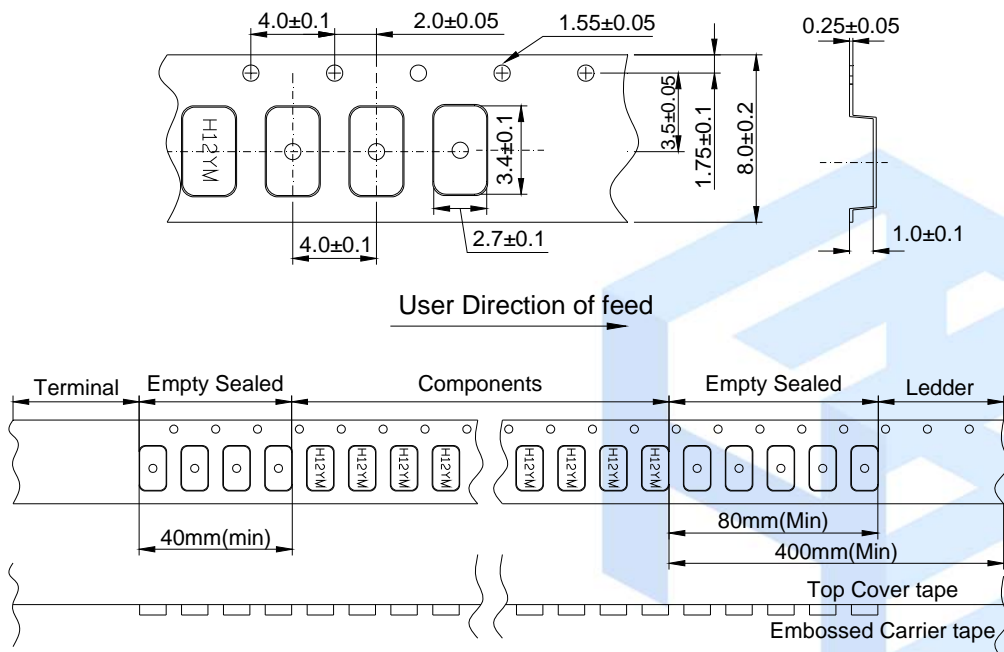 4.0±0.1
2.0±0.05
1.55±0.05
0.25±0.05
H12YM
3.4±0.1
3.5±0.05
1.75±0.1
8.0±0.2
4.0±0.1
2.7±0.1
1.0±0.1
User Direction of feed
Terminal
Empty Sealed
Components
Empty Sealed
Ledder
H12YM
H12YM
H12YM
H12YM
H12YM
H12YM
H12YM
H12YM
40mm(min)
80mm(Min)
400mm(Min)
Top Cover tape
Embossed Carrier tape